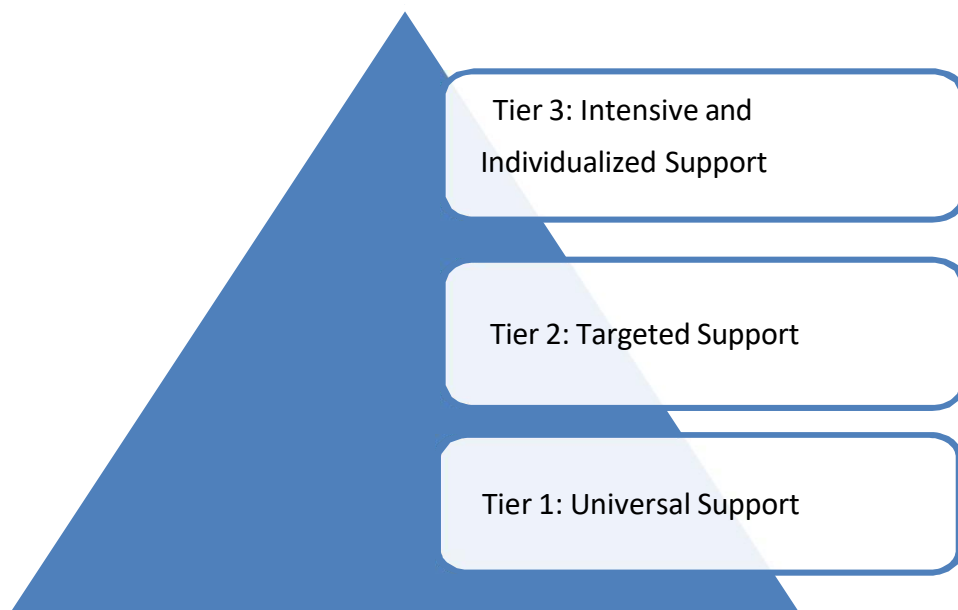 Tier 3: Intensive and
Individualized Support
Tier 2: Targeted Support
Tier 1: Universal Support